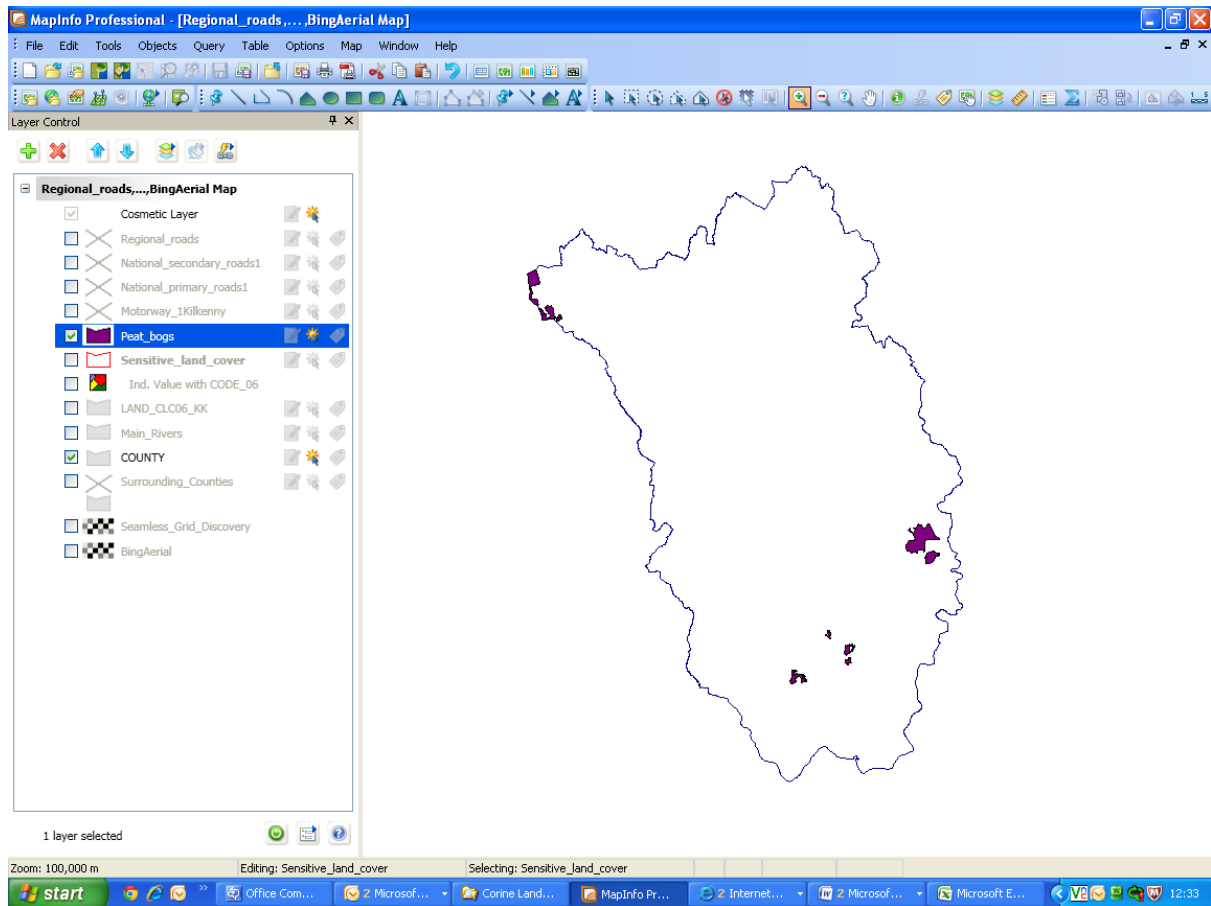 MapInfo Professional - [Regional_roads,...,BingAerial Map]
File Edit Tools Objects Query Table Options Map Window Help
Layer Control
Regional_roads,...,BingAerial Map
Cosmetic Layer
Regional_roads
National_secondary_roads1
National_primary_roads1
Motorway_1Kilkenny
Peat_bogs
Sensitive_land_cover
Ind. Value with CODE_06
LAND_CLC06_KK
Main_Rivers
COUNTY
Surrounding_Counties
Seamless_Grid_Discovery
BingAerial
1 layer selected
Zoom: 100,000 m Editing: Sensitive_land_cover Selecting: Sensitive_land_cover
start Office Com... 2 Microsof... Corine Land... MapInfo Pr... 2 Internet... 2 Microsof... Microsoft E... 12:33